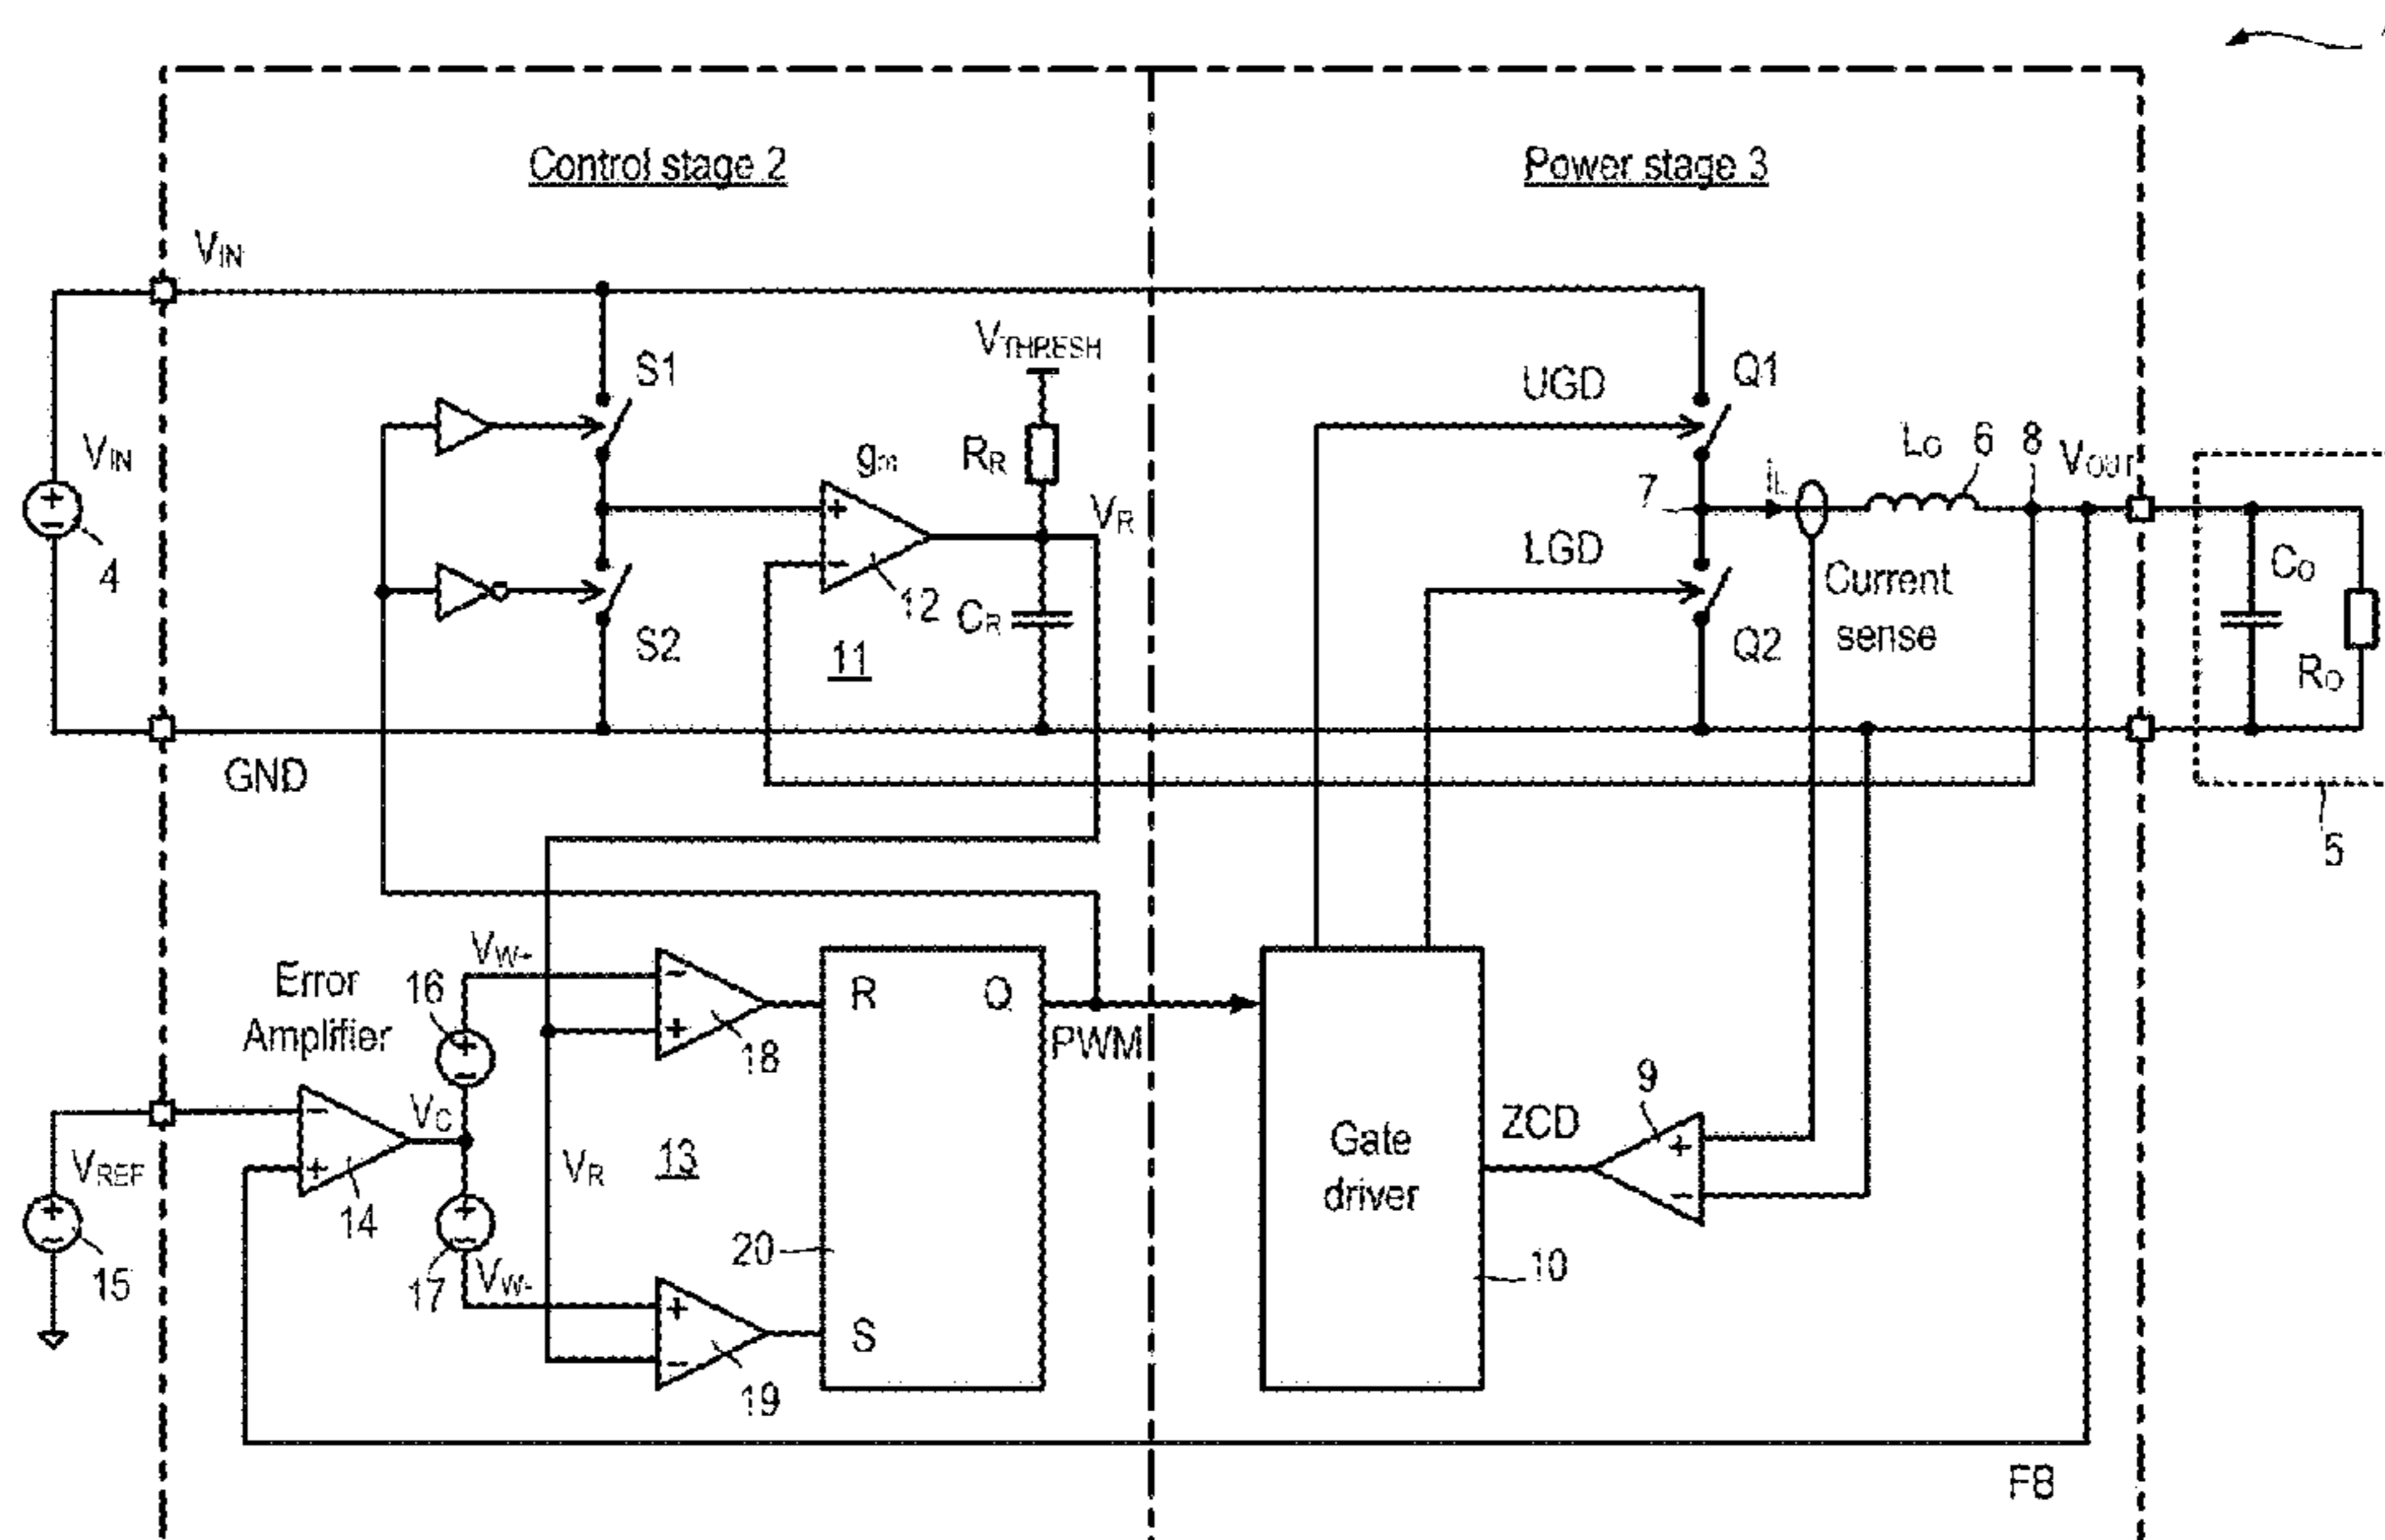 Control stage 2
Power stage 3
VIN
VTHRESH
S1
UGD
Q1
VIN
gm
RR
LO
6
8
VOUT
VR
7
IL
4
LGD
Current
sense
CO
12
CR
S2
11
Q2
RO
GND
5
VW+
Error
Amplifier
16
-
R
Q
+
18
PWM
9
VC
ZCD
VREF
VR
13
Gate
driver
14
20
10
15
17
VW-
+
S
-
19
FB